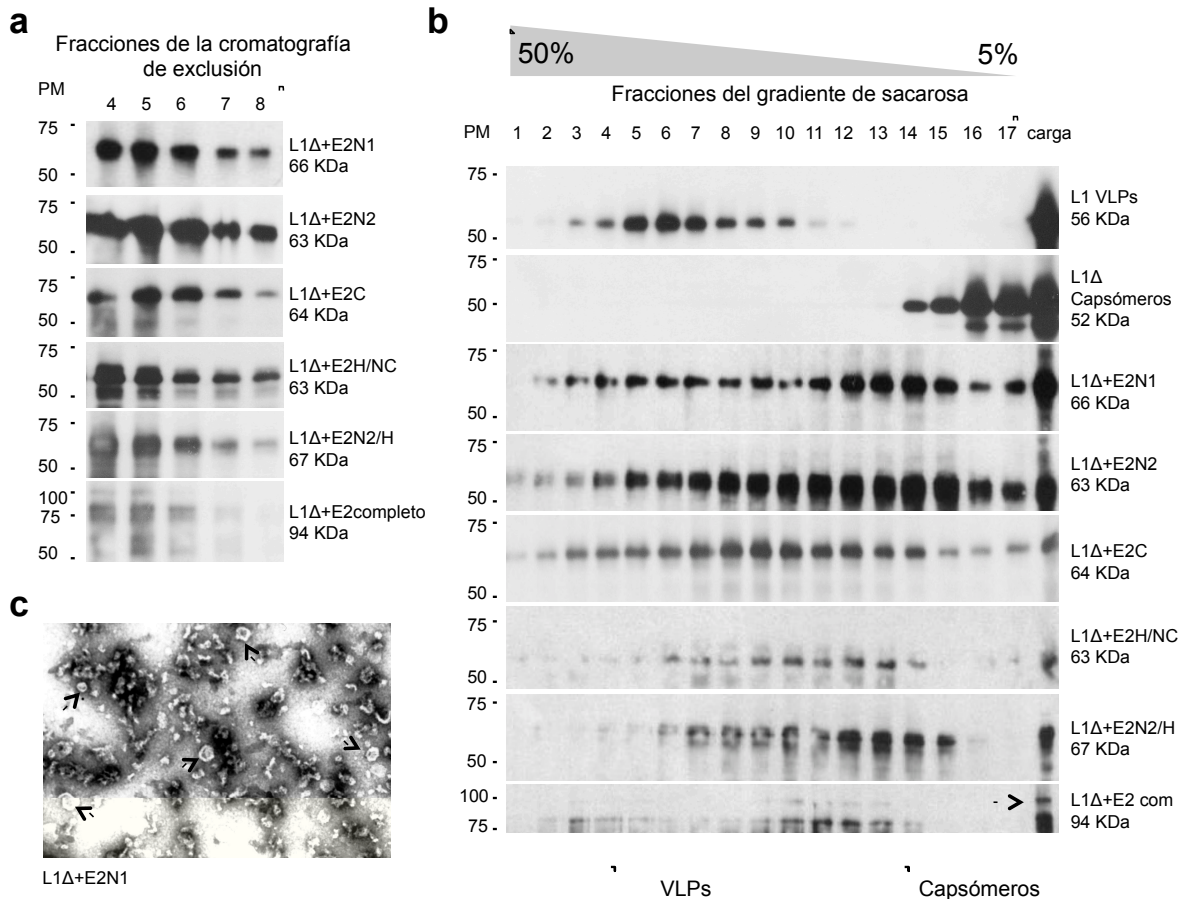 a
Fracciones de la cromatografía
de exclusión
PM
4 5 6 7 8
75
50
L1Δ+E2N1
66 KDa
75
50
L1Δ+E2N2
63 KDa
75
50
L1Δ+E2C
64 KDa
75
50
L1Δ+E2H/NC
63 KDa
75
50
L1Δ+E2N2/H
67 KDa
100
75
50
L1Δ+E2completo
94 KDa
b
50% 5%
Fracciones del gradiente de sacarosa
PM 1 2 3 4 5 6 7 8 9 10 11 12 13 14 15 16 17 carga
75
50
L1 VLPs
56 KDa
75
50
L1Δ
Capsómeros
52 KDa
75
50
L1Δ+E2N1
66 KDa
75
50
L1Δ+E2N2
63 KDa
75
50
L1Δ+E2C
64 KDa
75
50
L1Δ+E2H/NC
63 KDa
75
50
L1Δ+E2N2/H
67 KDa
100
75
L1Δ+E2 com
94 KDa
VLPs Capsómeros
c
L1Δ+E2N1